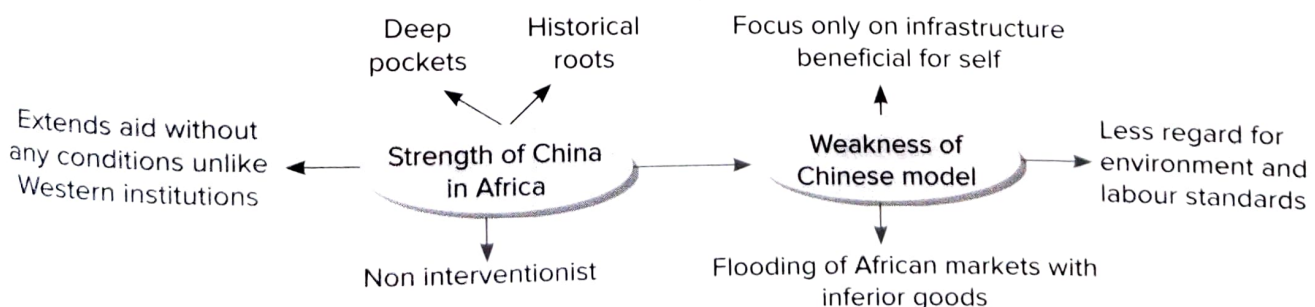 Deep
pockets
Historical
roots
Focus only on infrastructure
beneficial for self
Extends aid without
any conditions unlike
Western institutions
Strength of China
in Africa
Weakness of
Chinese model
Less regard for
environment and
labour standards
Non interventionist
Flooding of African markets with
inferior goods